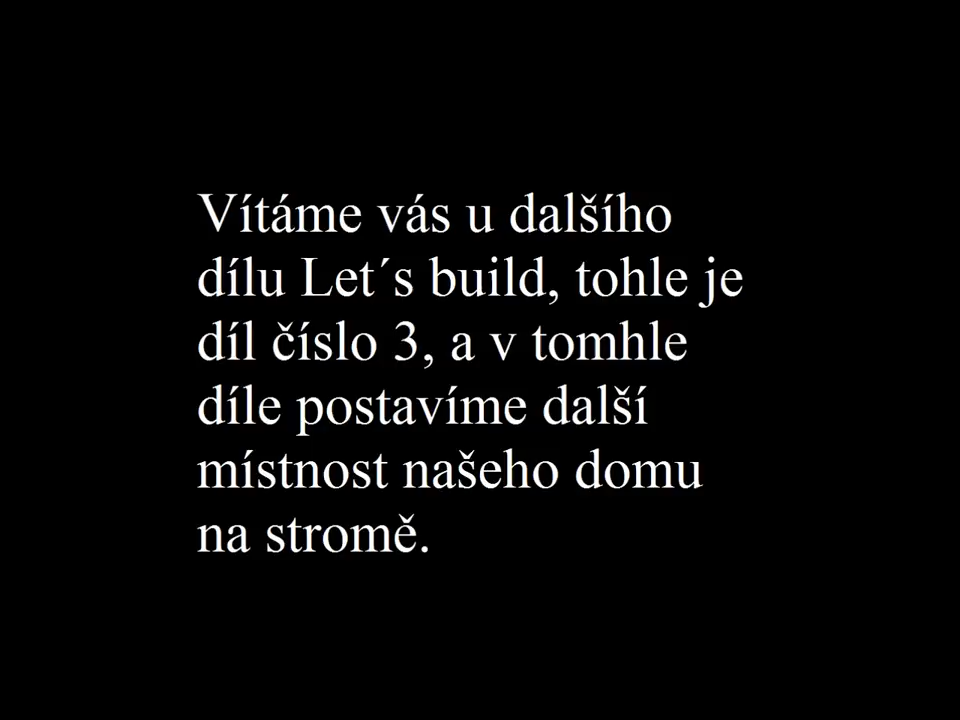 Vítáme vás u dalšího
dílu Let´s build, tohle je
díl číslo 3, a v tomhle
díle postavíme další
místnost našeho domu
na stromě.